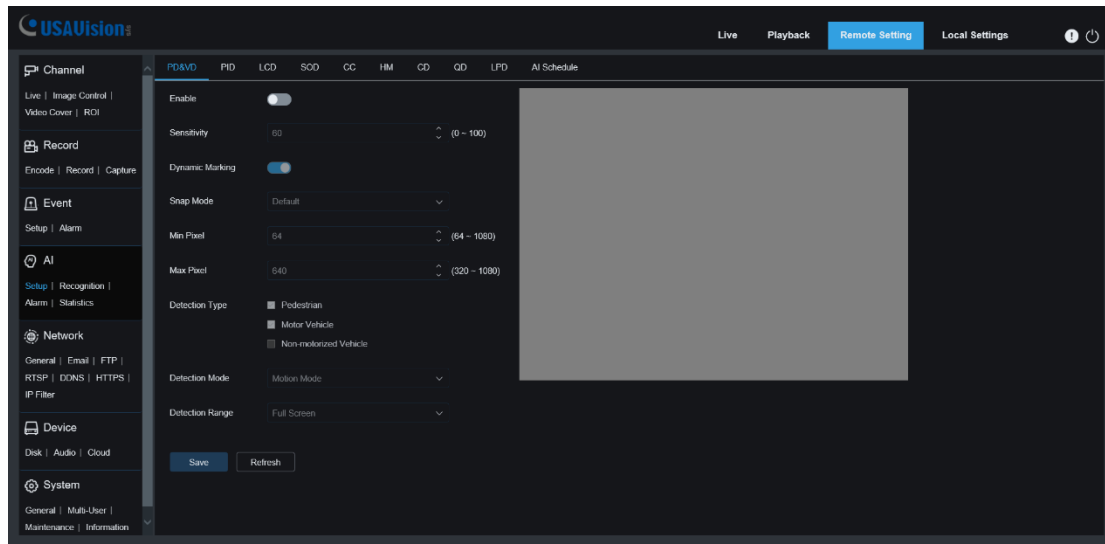 USAVision
Live Playback Remote Setting Local Settings
Channel
Live | Image Control |
Video Cover | ROI
Record
Encode | Record | Capture
Event
Setup | Alarm
AI
Setup | Recognition |
Alarm | Statistics
Network
General | Email | FTP |
RTSP | DDNS | HTTPS |
IP Filter
Device
Disk | Audio | Cloud
System
General | Multi-User |
Maintenance | Information
PD&VD PID LCD SOD CC HM CD QD LPD AI Schedule
Enable
Sensitivity 60 (0 ~ 100)
Dynamic Marking
Snap Mode Default
Min Pixel 64 (64 ~ 1080)
Max Pixel 640 (320 ~ 1080)
Detection Type Pedestrian
Motor Vehicle
Non-motorized Vehicle
Detection Mode Motion Mode
Detection Range Full Screen
Save Refresh